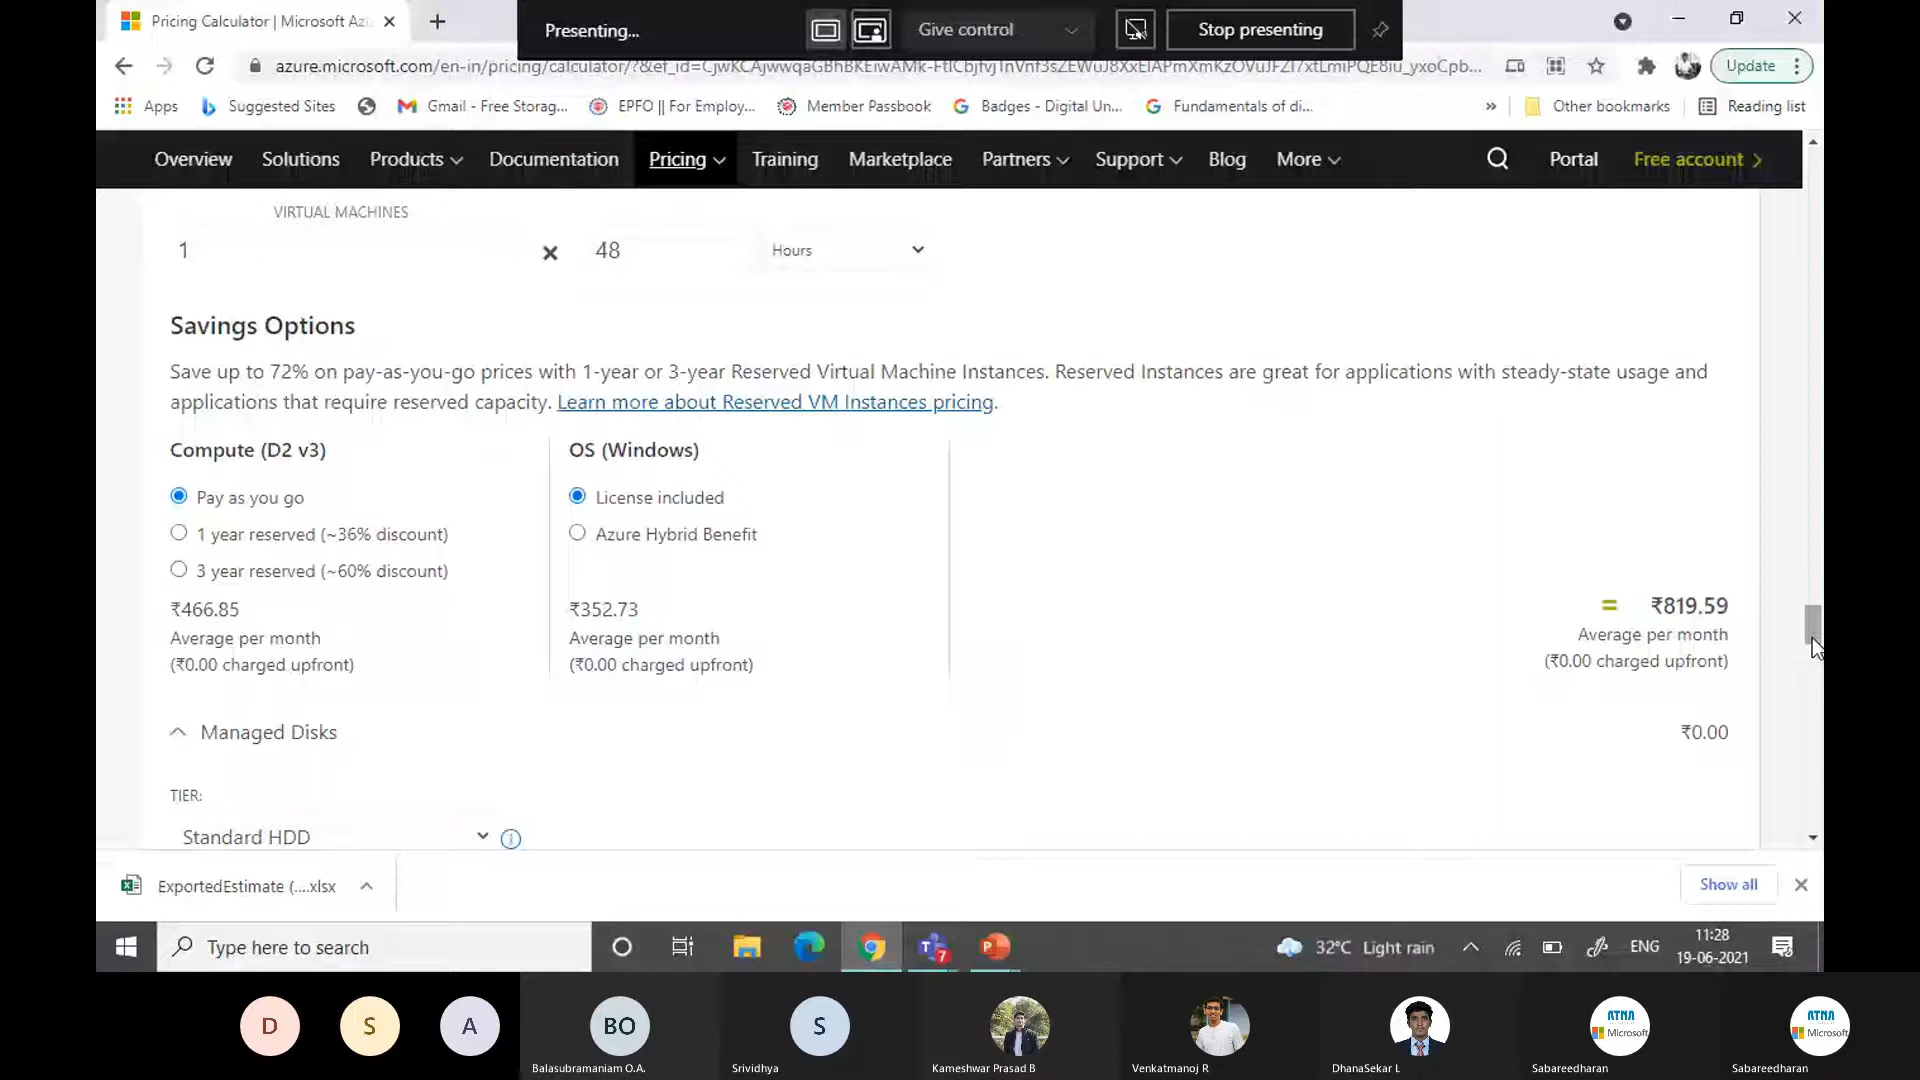 Pricing Calculator | Microsoft Az
Presenting...
Give control
Stop presenting
Update
Apps
Suggested Sites
Gmail - Free Storag...
EPFO || For Employ...
Member Passbook
Badges - Digital Un...
Fundamentals of di...
»
Other bookmarks
Reading list
Overview
Solutions
Products
Documentation
Pricing
Training
Marketplace
Partners
Support
Blog
More
Portal
Free account
VIRTUAL MACHINES
1
×
48
Hours
Savings Options
Save up to 72% on pay-as-you-go prices with 1-year or 3-year Reserved Virtual Machine Instances. Reserved Instances are great for applications with steady-state usage and
applications that require reserved capacity. Learn more about Reserved VM Instances pricing.
Compute (D2 v3)
Pay as you go
1 year reserved (~36% discount)
3 year reserved (~60% discount)
₹466.85
Average per month
(₹0.00 charged upfront)
OS (Windows)
License included
Azure Hybrid Benefit
₹352.73
Average per month
(₹0.00 charged upfront)
= ₹819.59
Average per month
(₹0.00 charged upfront)
Managed Disks
₹0.00
TIER:
Standard HDD
ExportedEstimate (....xlsx
Show all
Type here to search
7
32°C Light rain
ENG
11:28
19-06-2021
D
S
A
BO
Balasubramaniam O.A.
S
Srividhya
Kameshwar Prasad B
Venkatmanoj R
DhanaSekar L
ATNA
Microsoft
Sabareedharan
ATNA
Microsoft
Sabareedharan